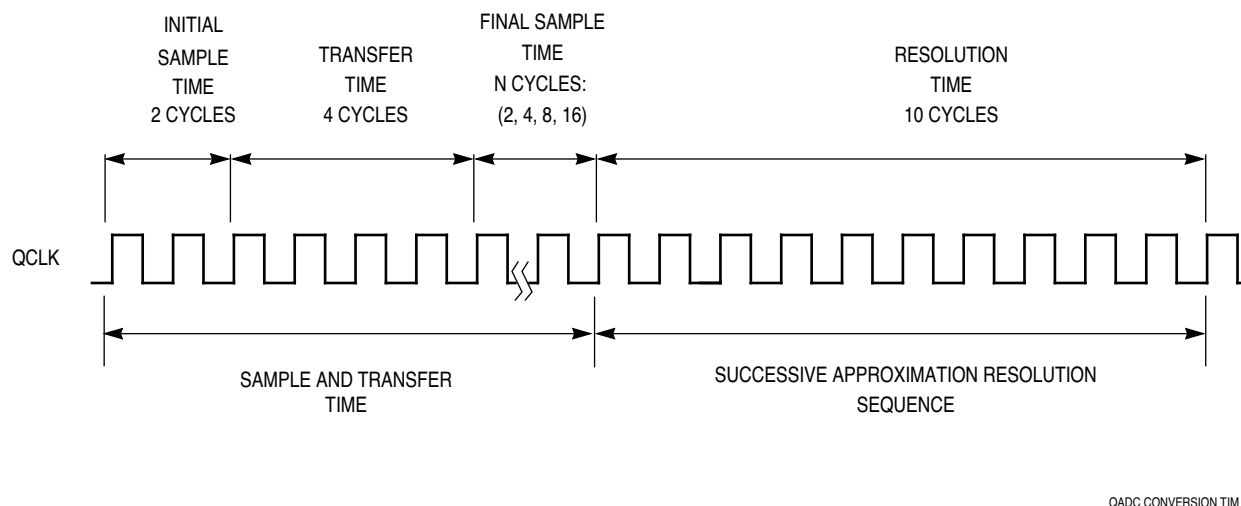 INITIAL
SAMPLE
TIME
2 CYCLES
TRANSFER
TIME
4 CYCLES
FINAL SAMPLE
TIME
N CYCLES:
(2, 4, 8, 16)
RESOLUTION
TIME
10 CYCLES
QCLK
SAMPLE AND TRANSFER
TIME
SUCCESSIVE APPROXIMATION RESOLUTION
SEQUENCE
QADC CONVERSION TIM